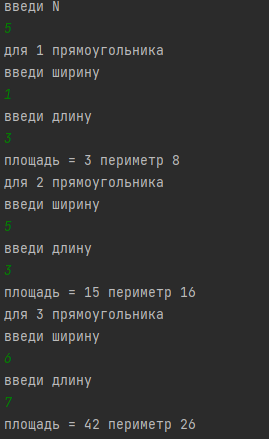 введи N
5
для 1 прямоугольника
введи ширину
1
введи длину
3
площадь = 3 периметр 8
для 2 прямоугольника
введи ширину
5
введи длину
3
площадь = 15 периметр 16
для 3 прямоугольника
введи ширину
6
введи длину
7
площадь = 42 периметр 26